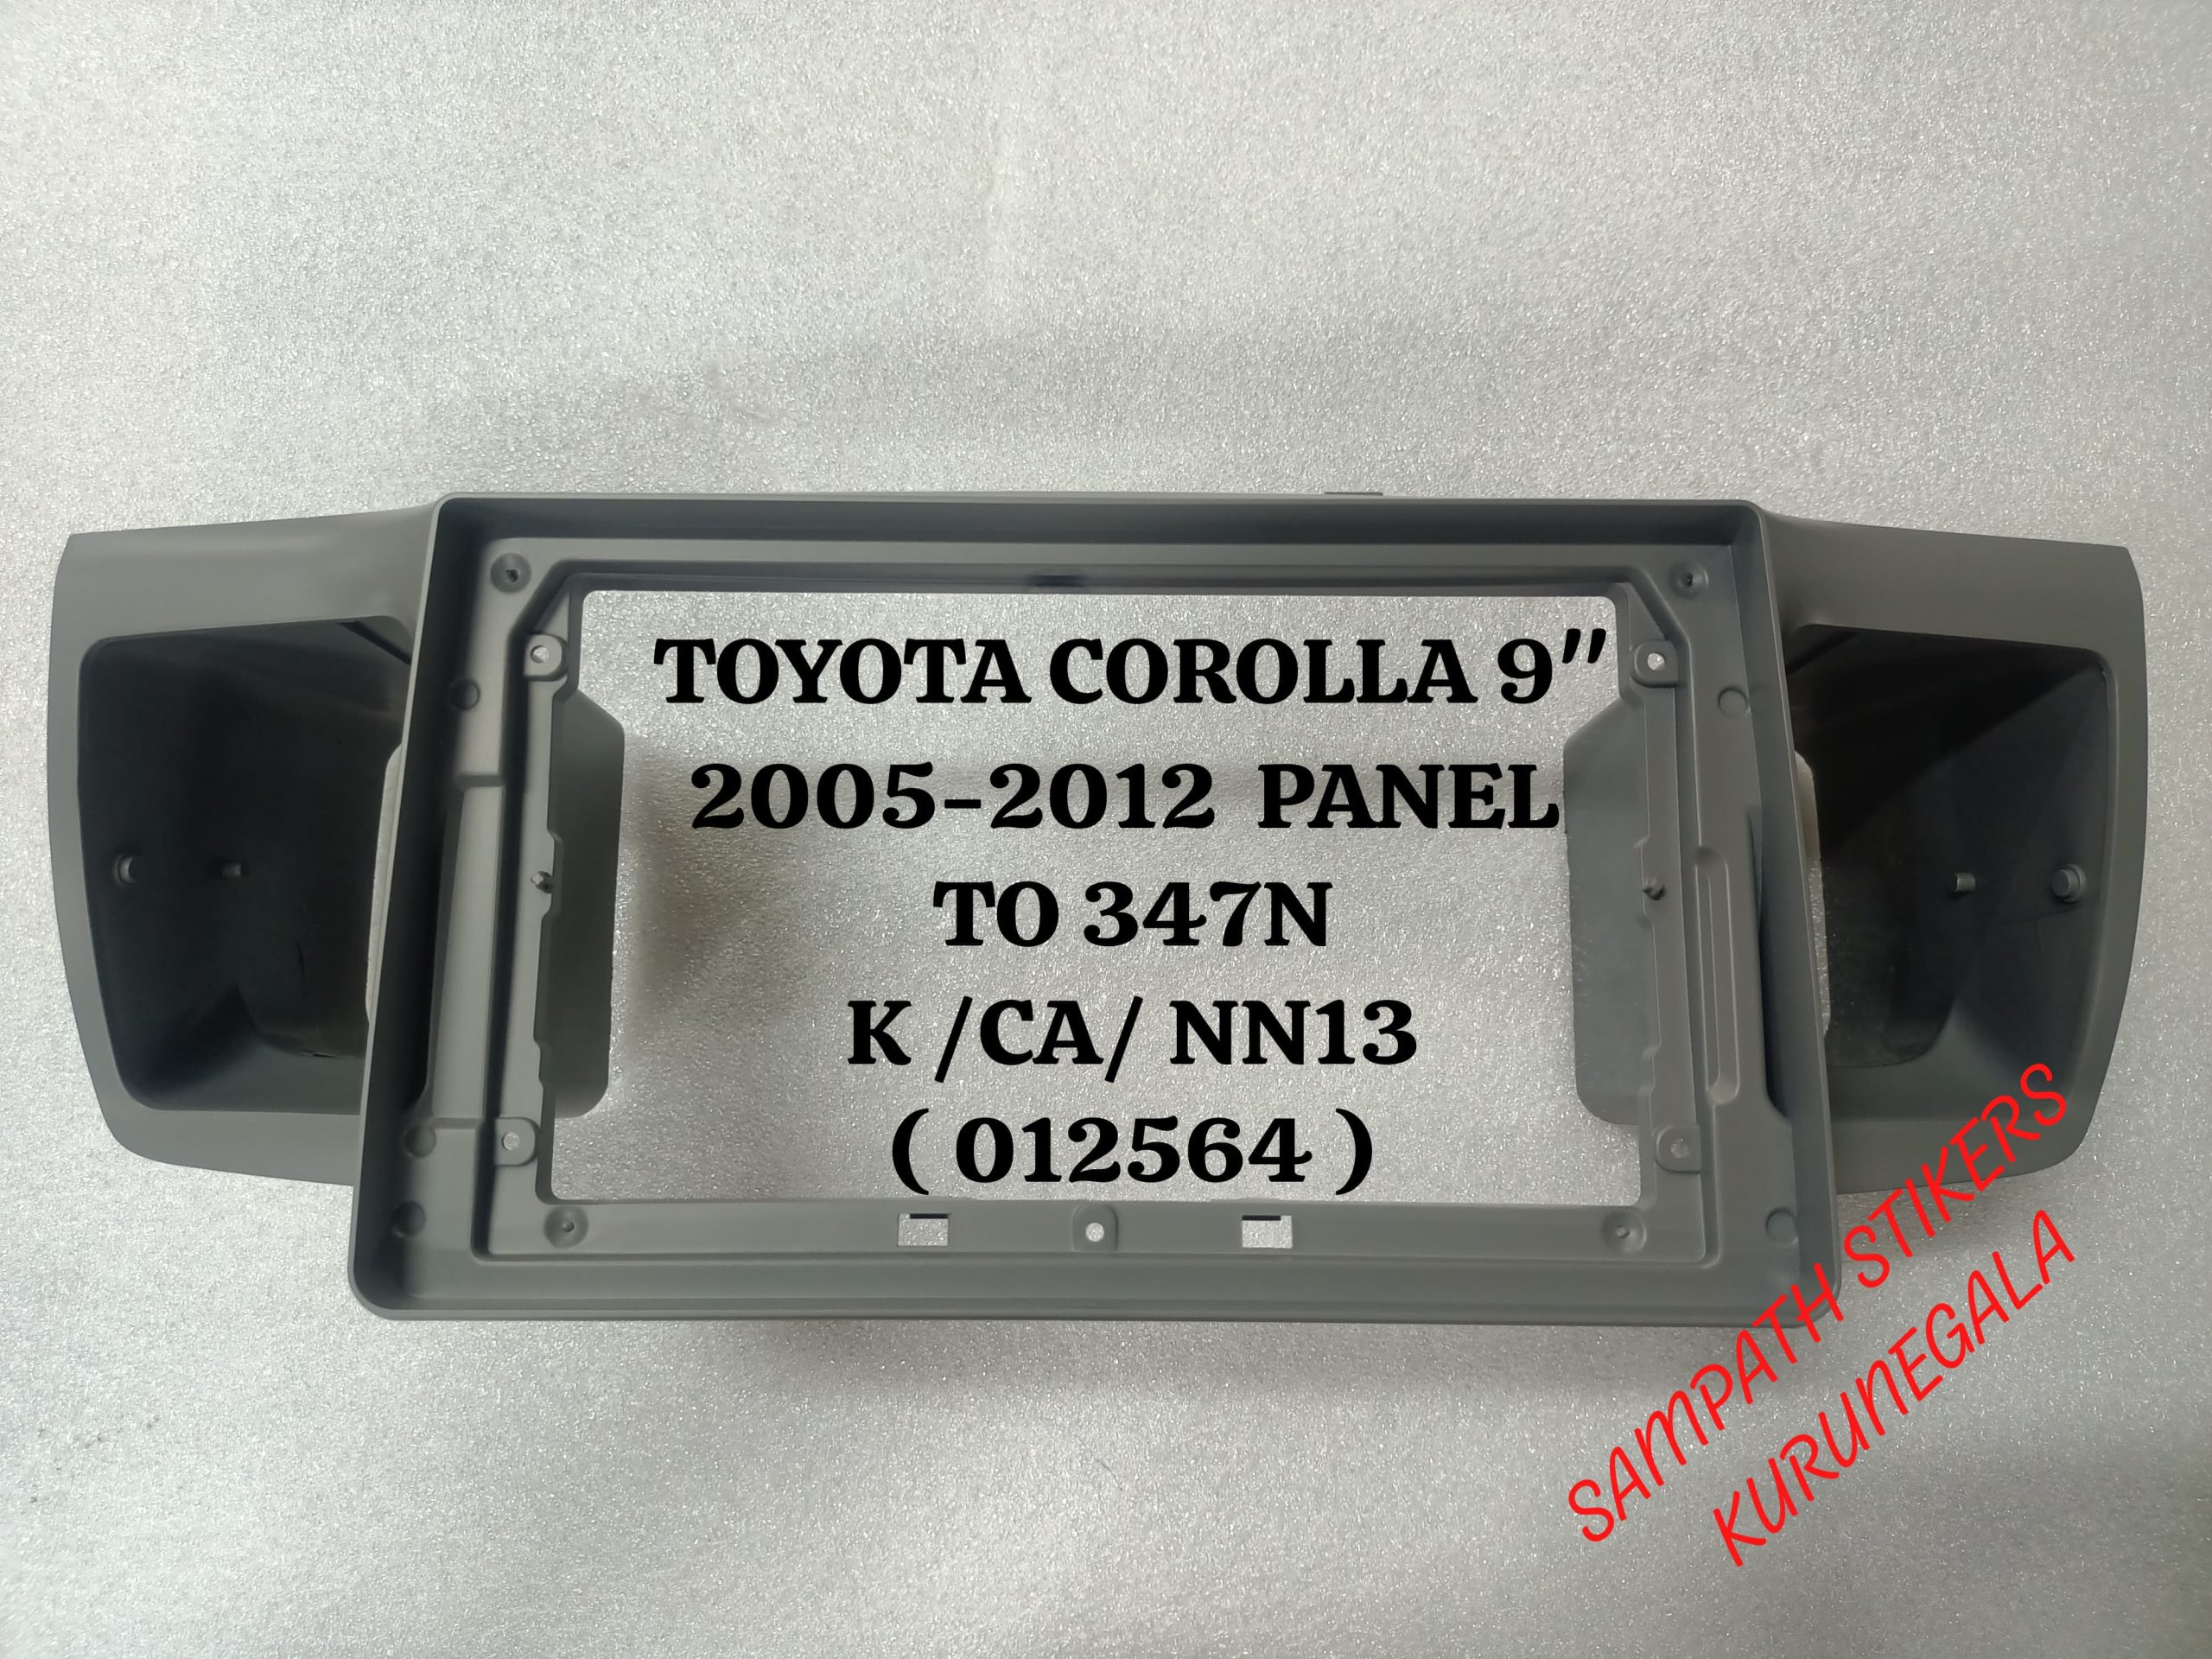 TOYOTA COROLLA 9"
2005-2012 PANEL
TO 347N
K /CA/ NN13
( 012564 )
SAMPATH STIKERS
KURUNEGALA